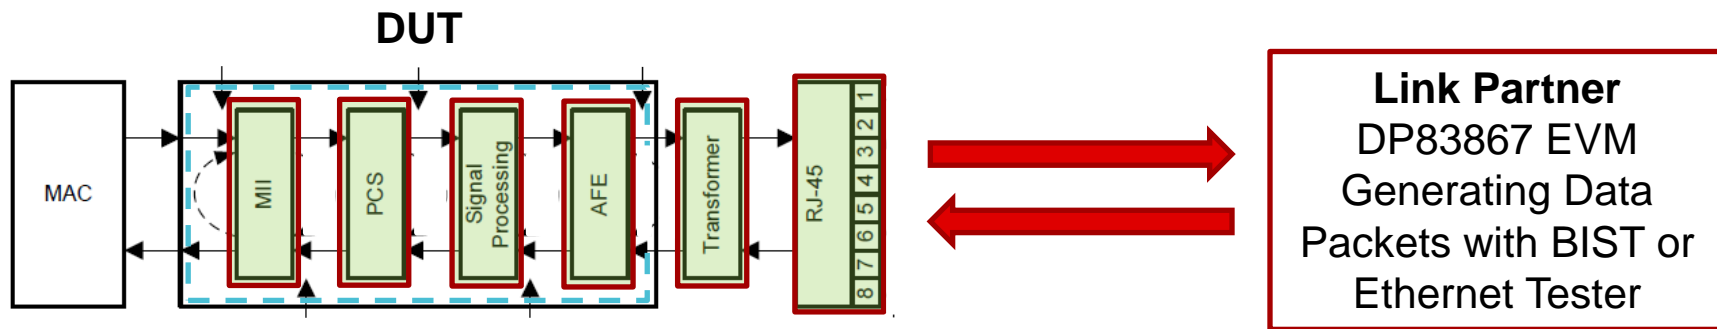 DUT
MAC
MII
PCS
Signal
Processing
AFE
Transformer
RJ-45
1
2
3
4
5
6
7
8
Link Partner
DP83867 EVM
Generating Data
Packets with BIST or
Ethernet Tester